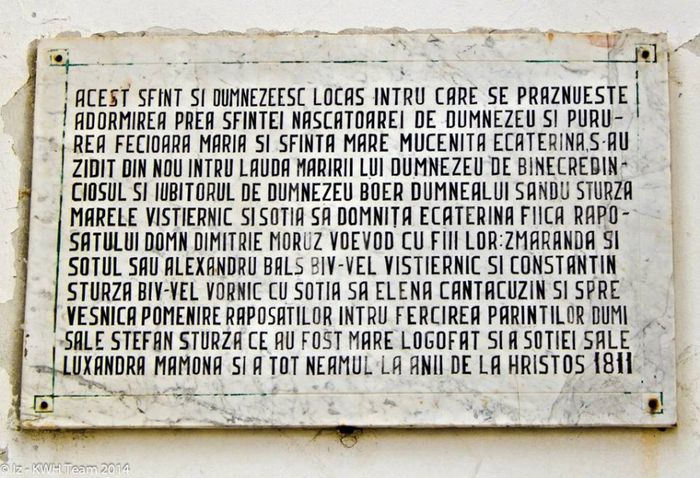 ACEST SFINT SI DUMNEZEESC LOCAS INTRU CARE SE PRAZNUESTE
ADORMIREA PREA SFINTEI NASCATOAREI DE DUMNEZEU SI PURU-
REA FECIOARA MARIA SI SFINTA MARE MUCENITA ECATERINA,S-AU
ZIDIT DIN NOU INTRU LAUDA MARIRII LUI DUMNEZEU DE BINECREDIN-
CIOSUL SI IUBITORUL DE DUMNEZEU BOER DUMNEALUI SANDU STURZA
MARELE VISTIERNIC SI SOTIA SA DOMNIȚA ECATERINA FIICA RAPO-
SATULUI DOMN DIMITRIE MORUZ VOEVOD CU FIII LOR:ZMARANDA SI
SOTUL SAU ALEXANDRU BALS BIV-VEL VISTIERNIC SI CONSTANTIN
STURZA BIV-VEL VORNIC CU SOTIA SA ELENA CANTACUZIN SI SPRE
VESNICA POMENIRE RAPOSATILOR INTRU FERCIREA PARINTILOR DUMI
SALE STEFAN STURZA CE AU FOST MARE LOGOFAT SI A SOTIEI SALE
LUXANDRA MAMONA SI A TOT NEAMUL-LA ANII DE LA HRISTOS 1811
© Iz - KWH Team 2014